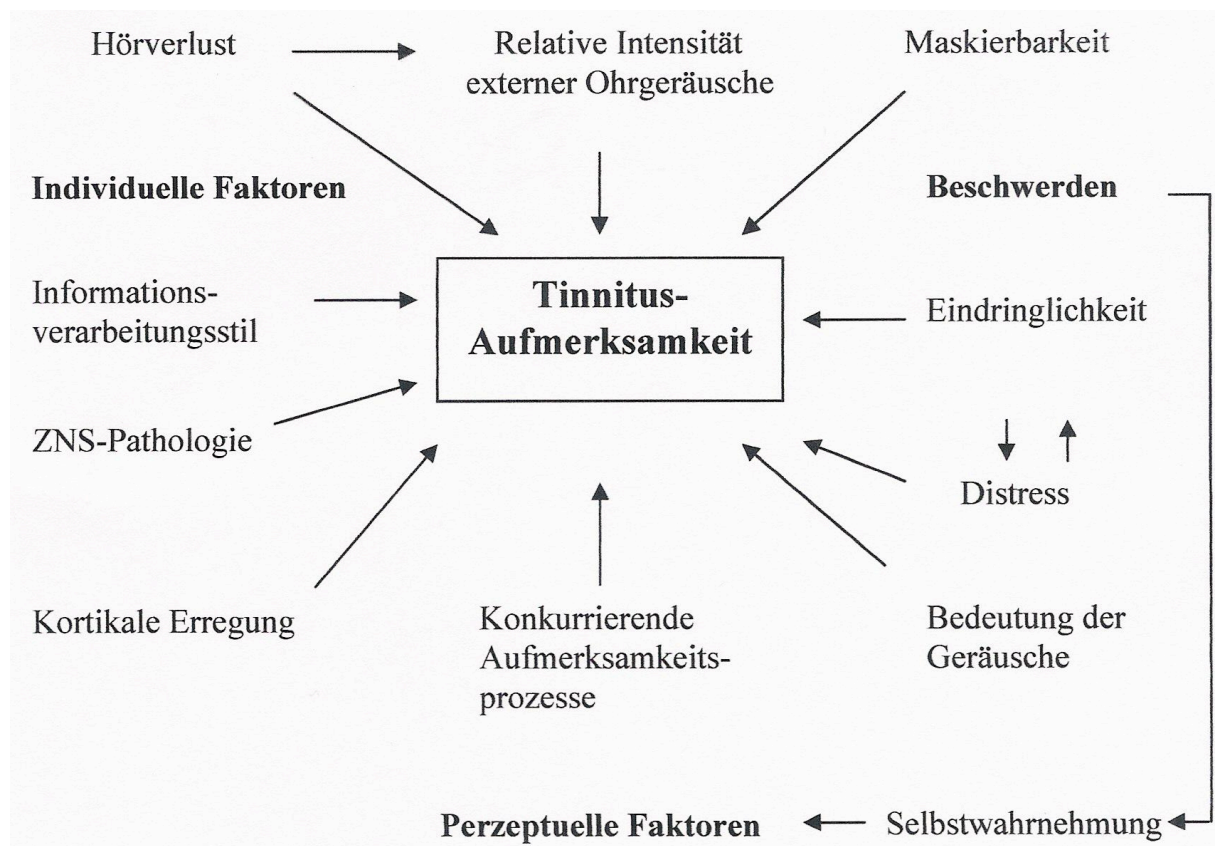 Hörverlust
Relative Intensität
externer Ohrgeräusche
Maskierbarkeit
Individuelle Faktoren
Beschwerden
Informations-
verarbeitungsstil
Tinnitus-
Aufmerksamkeit
Eindringlichkeit
ZNS-Pathologie
Distress
Kortikale Erregung
Konkurrierende
Aufmerksamkeits-
prozesse
Bedeutung der
Geräusche
Perzeptuelle Faktoren
Selbstwahrnehmung